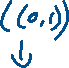 ((0,1))
↓